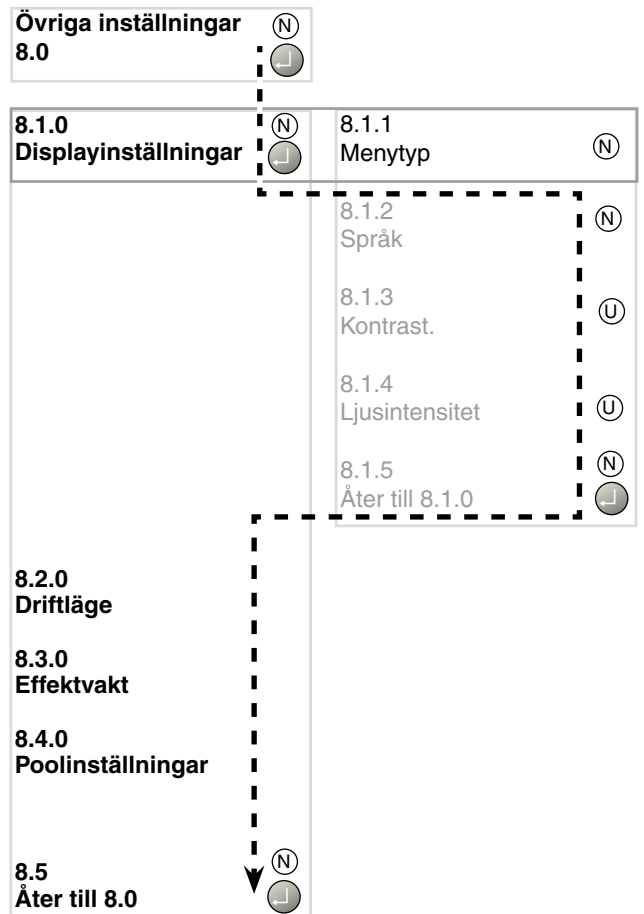 Övriga inställningar N
8.0
8.1.0 N
Displayinställningar
8.1.1
Menytyp N
8.1.2 N
Språk
8.1.3 U
Kontrast.
8.1.4
Ljusintensitet U
8.1.5 N
Åter till 8.1.0
8.2.0
Driftläge
8.3.0
Effektvakt
8.4.0
Poolinställningar
8.5 N
Åter till 8.0